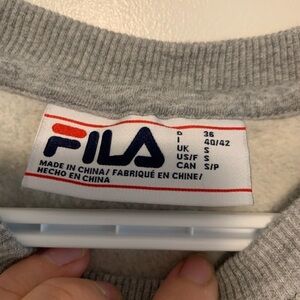 FILA
D 36
I 40/42
UK S
US/F S
CAN S/P
MADE IN CHINA/ FABRIQUÉ EN CHINE/
HECHO EN CHINA